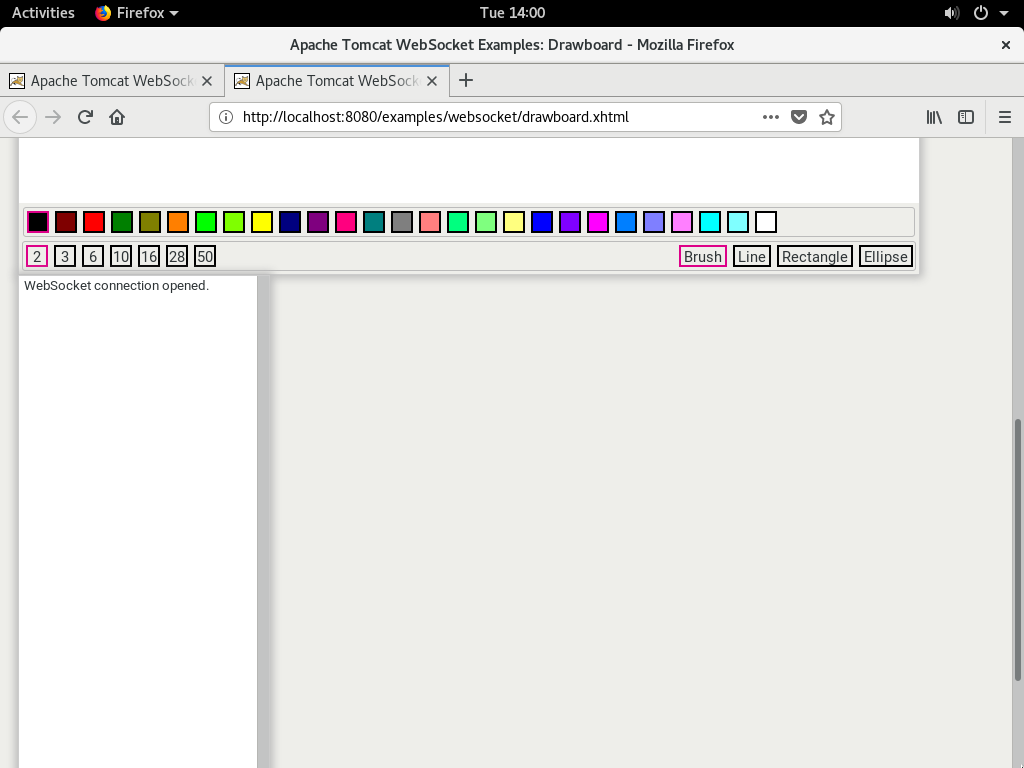 Activities Firefox Tue 14:00
Apache Tomcat WebSocket Examples: Drawboard - Mozilla Firefox
Apache Tomcat WebSock Apache Tomcat WebSock
http://localhost:8080/examples/websocket/drawboard.xhtml
2 3 6 10 16 28 50 Brush Line Rectangle Ellipse
WebSocket connection opened.